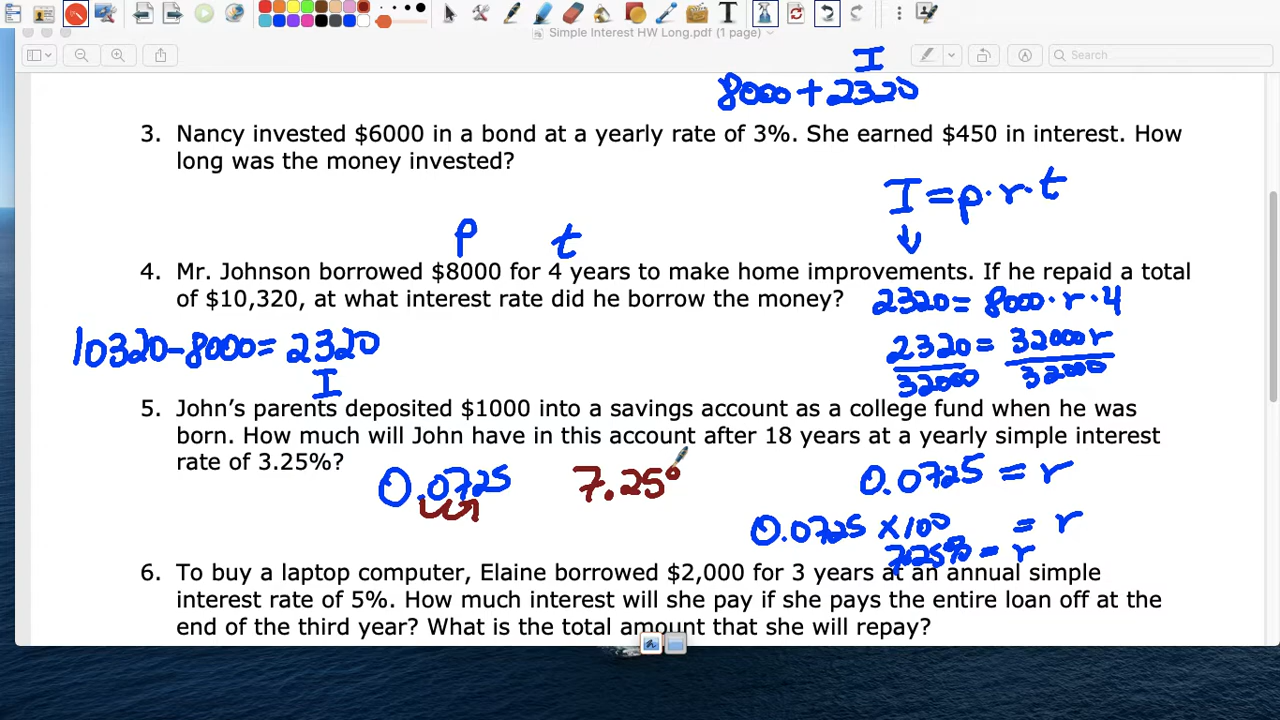 Simple Interest HW Long.pdf (1 page)
Search
I
8000 + 2320
3. Nancy invested $6000 in a bond at a yearly rate of 3%. She earned $450 in interest. How
long was the money invested?
I = p · r · t
p t
4. Mr. Johnson borrowed $8000 for 4 years to make home improvements. If he repaid a total
of $10,320, at what interest rate did he borrow the money?
2320 = 8000 · r · 4
10320 - 8000 = 2320
I
2320 = 32000r
32000 32000
5. John's parents deposited $1000 into a savings account as a college fund when he was
born. How much will John have in this account after 18 years at a yearly simple interest
rate of 3.25%?
0.0725 7.25°
0.0725 = r
0.0725 x 100 = r
7.25% = r
6. To buy a laptop computer, Elaine borrowed $2,000 for 3 years at an annual simple
interest rate of 5%. How much interest will she pay if she pays the entire loan off at the
end of the third year? What is the total amount that she will repay?